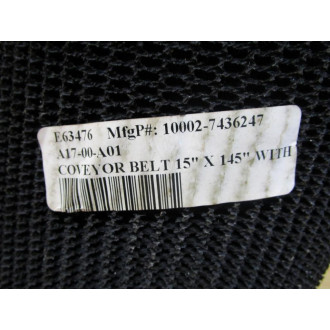 E63476 MfgP#: 10002-7436247
A17-00-A01
COVEYOR BELT 15" X 145" WITH